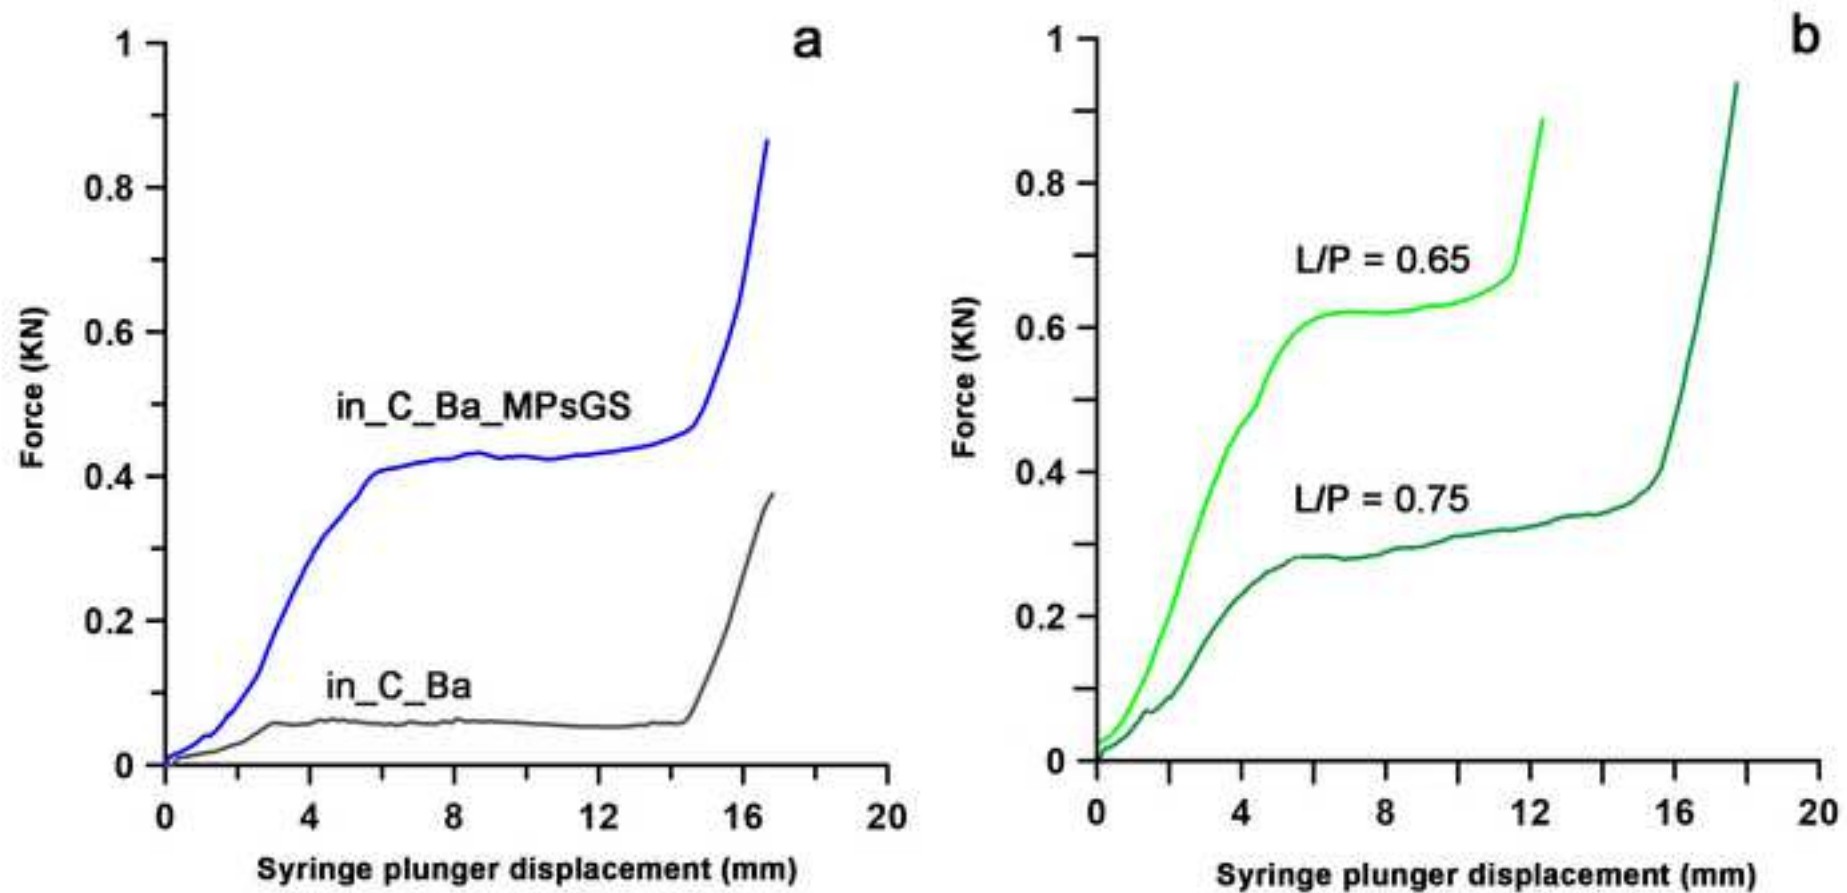 a
1
0.8
0.6
0.4
0.2
0
Force (KN)
in_C_Ba_MPsGS
in_C_Ba
0 4 8 12 16 20
Syringe plunger displacement (mm)
b
1
0.8
0.6
0.4
0.2
0
Force (KN)
L/P = 0.65
L/P = 0.75
0 4 8 12 16 20
Syringe plunger displacement (mm)